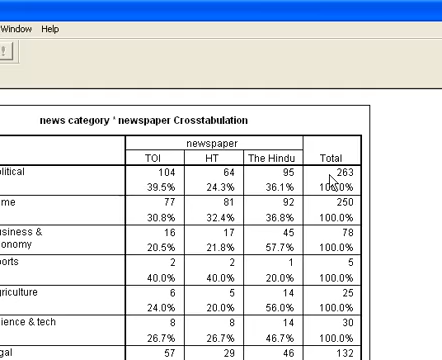 Window Help
news category * newspaper Crosstabulation
newspaper
TOI HT The Hindu Total
olitical 104 64 95 263
39.5% 24.3% 36.1% 100.0%
me 77 81 92 250
30.8% 32.4% 36.8% 100.0%
usiness & 16 17 45 78
onomy 20.5% 21.8% 57.7% 100.0%
ports 2 2 1 5
40.0% 40.0% 20.0% 100.0%
griculture 6 5 14 25
24.0% 20.0% 56.0% 100.0%
ience & tech 8 8 14 30
26.7% 26.7% 46.7% 100.0%
gal 57 29 46 132